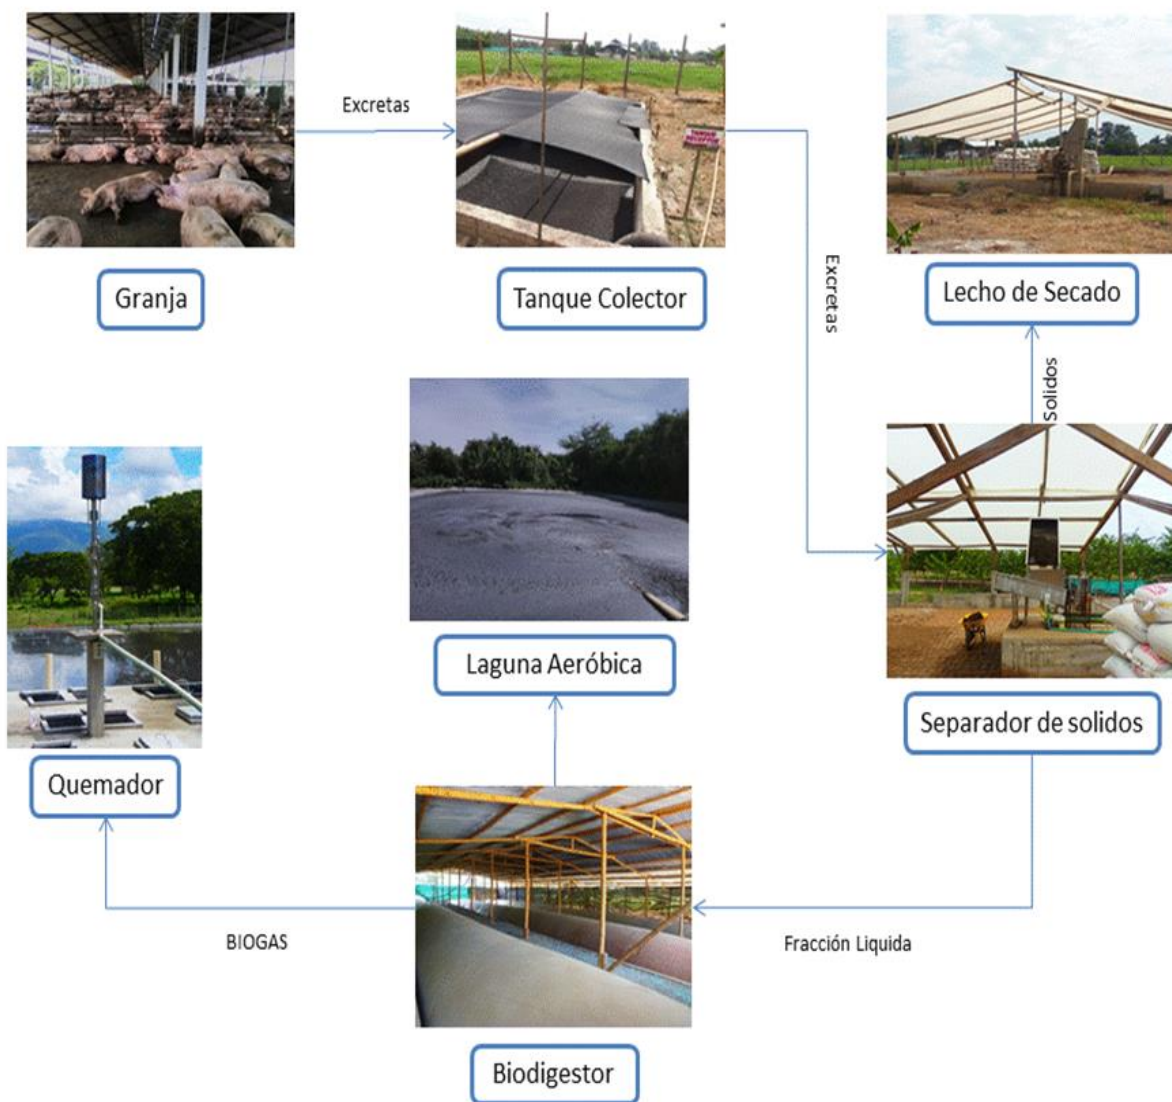 Excretas
TANQUE
Granja
Tanque Colector
Excretas
Lecho de Secado
Solidos
Laguna Aeróbica
Separador de solidos
Quemador
BIOGAS
Fracción Liquida
Biodigestor